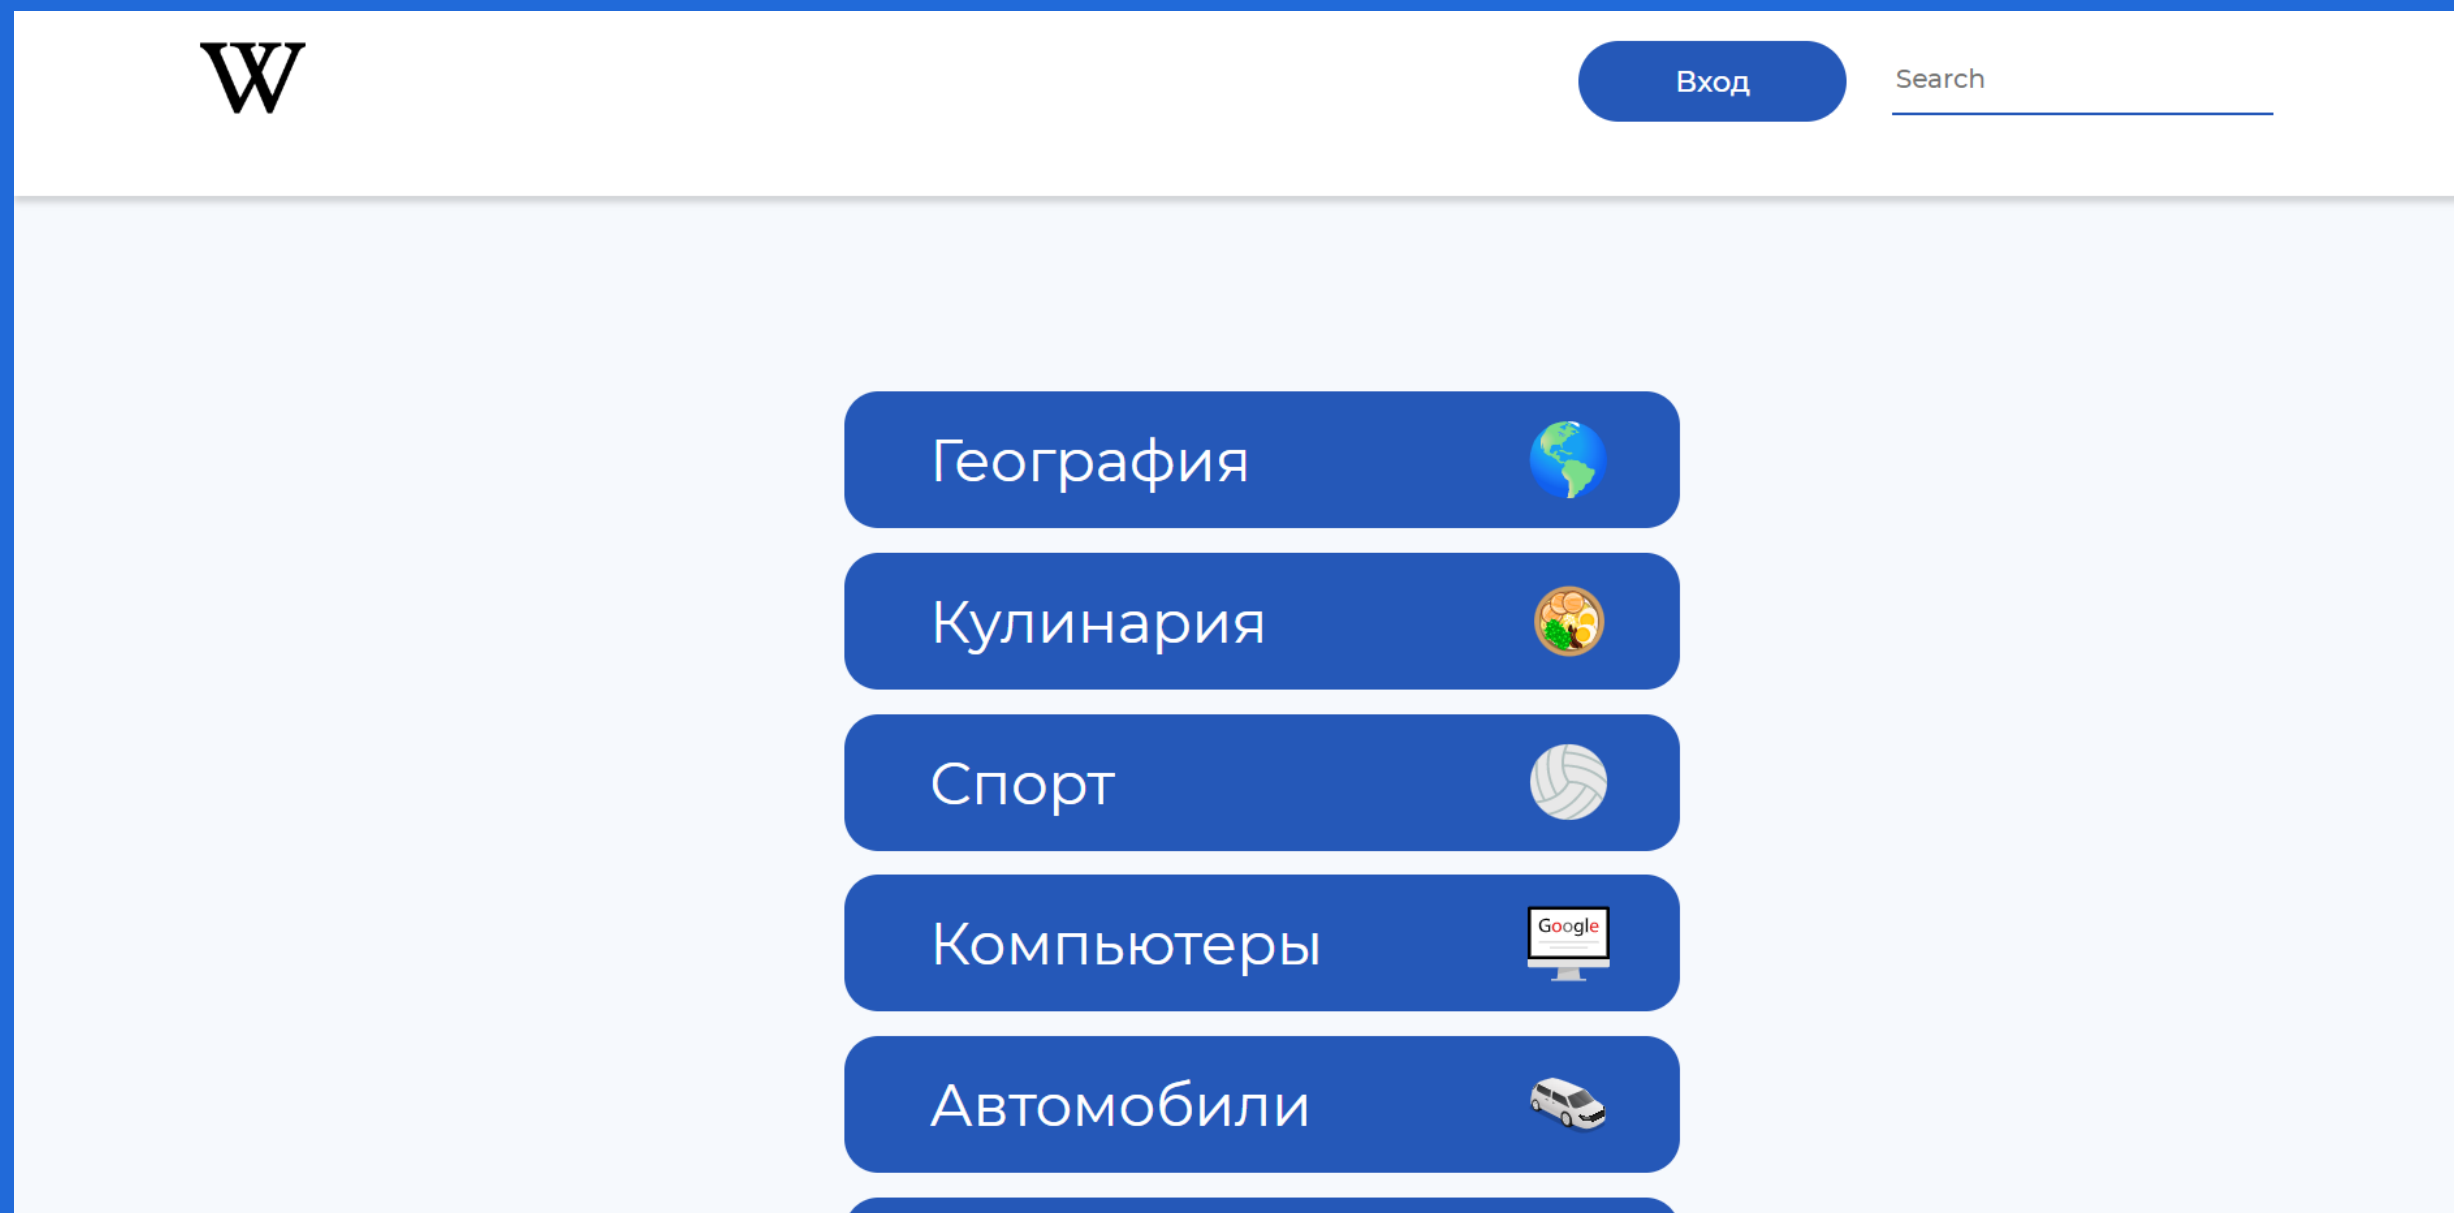 W
Вход
Search
География
Кулинария
Спорт
Компьютеры
Google
Автомобили